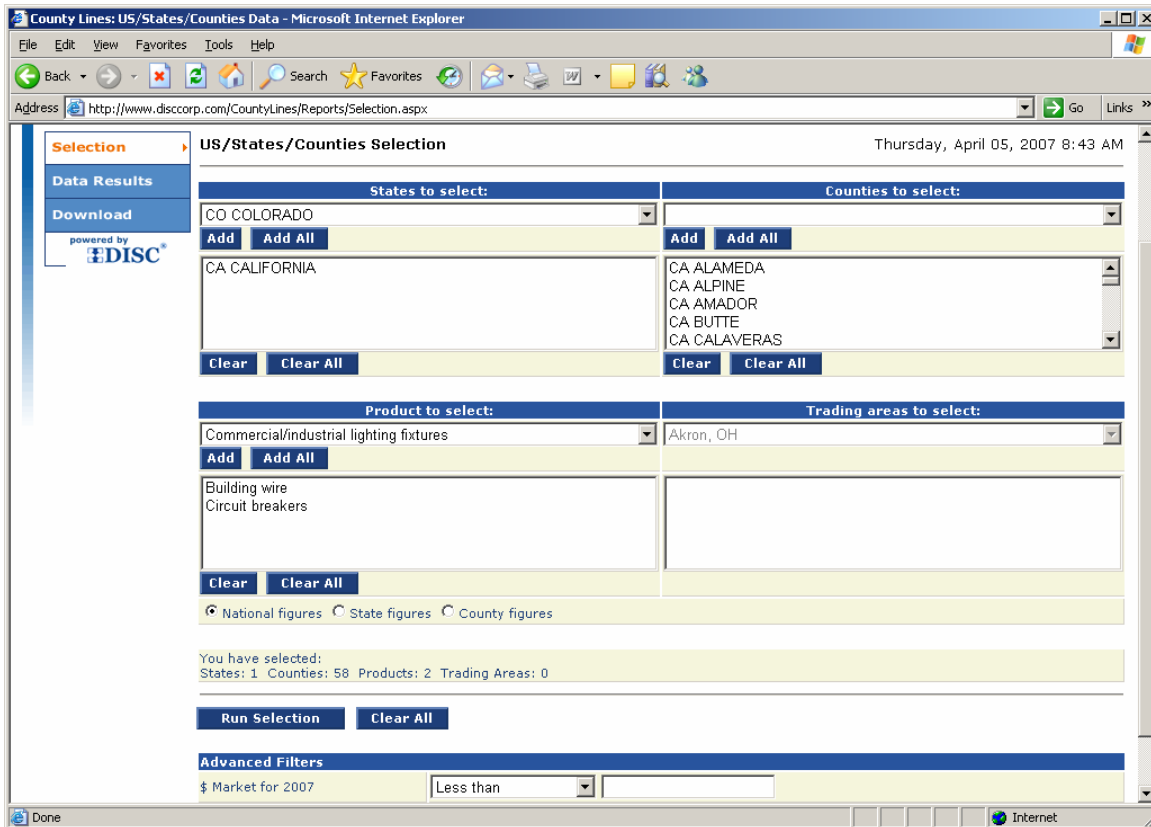 County Lines: US/States/Counties Data - Microsoft Internet Explorer
File Edit View Favorites Tools Help
Back Search Favorites
Address http://www.disccorp.com/CountyLines/Reports/Selection.aspx Go Links »
Selection
Data Results
Download
powered by
DISC®
US/States/Counties Selection Thursday, April 05, 2007 8:43 AM
States to select: Counties to select:
CO COLORADO
Add Add All Add Add All
CA CALIFORNIA CA ALAMEDA
CA ALPINE
CA AMADOR
CA BUTTE
CA CALAVERAS
Clear Clear All Clear Clear All
Product to select: Trading areas to select:
Commercial/industrial lighting fixtures Akron, OH
Add Add All
Building wire
Circuit breakers
Clear Clear All
National figures State figures County figures
You have selected:
States: 1 Counties: 58 Products: 2 Trading Areas: 0
Run Selection Clear All
Advanced Filters
$ Market for 2007 Less than
Done Internet